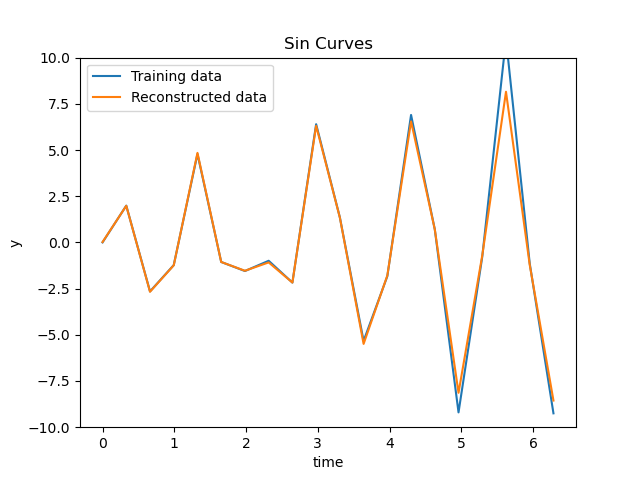 Sin Curves
Training data
Reconstructed data
10.0
7.5
5.0
2.5
0.0
−2.5
−5.0
−7.5
−10.0
y
0 1 2 3 4 5 6
time